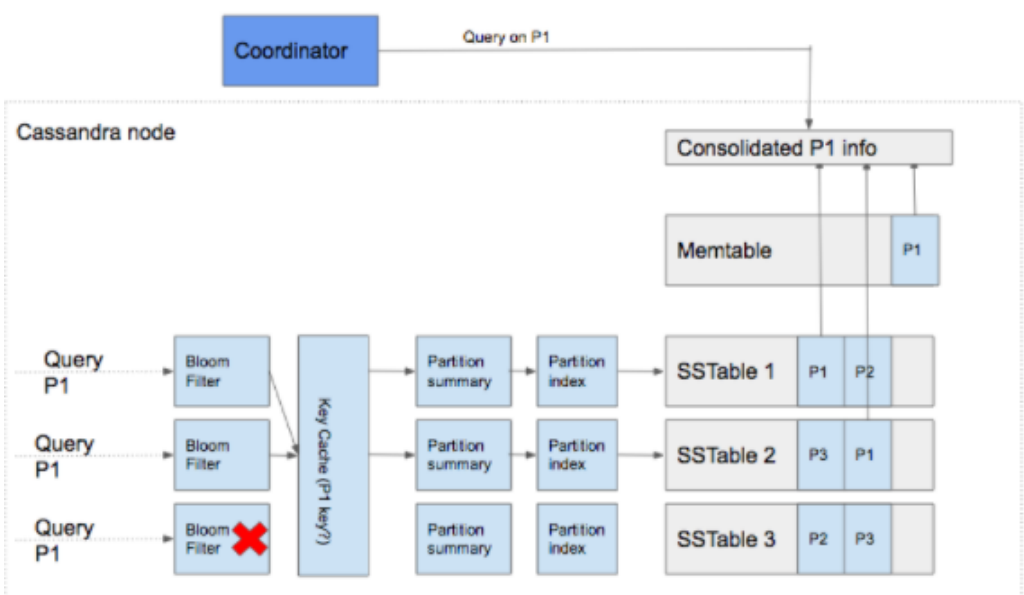 Coordinator
Query on P1
Cassandra node
Consolidated P1 info
Memtable
P1
Query
P1
Bloom
Filter
Key Cache (P1 key?)
Partition
summary
Partition
index
SSTable 1
P1
P2
Query
P1
Bloom
Filter
Partition
summary
Partition
index
SSTable 2
P3
P1
Query
P1
Bloom
Filter
Partition
summary
Partition
index
SSTable 3
P2
P3